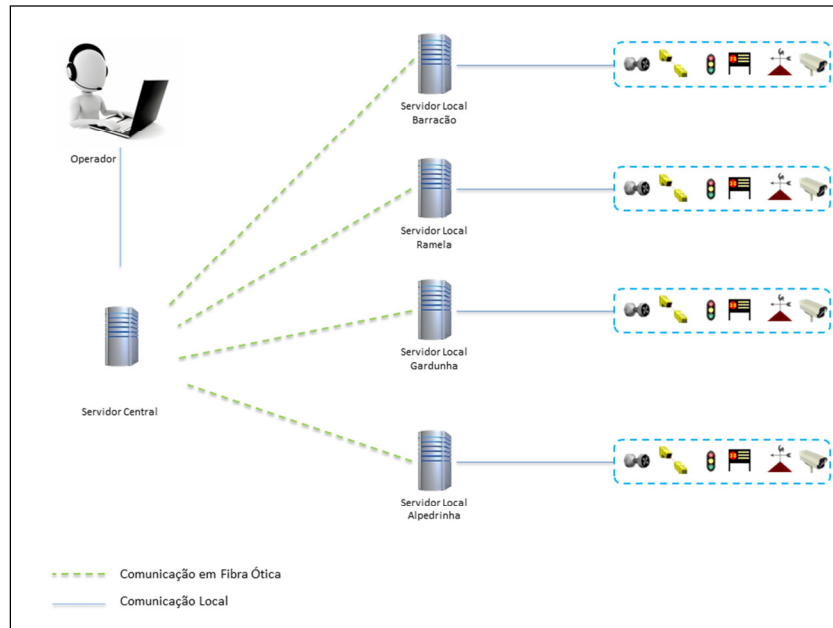 Operador
Servidor Central
Servidor Local
Barracão
Servidor Local
Ramela
Servidor Local
Gardunha
Servidor Local
Alpedrinha
Comunicação em Fibra Ótica
Comunicação Local